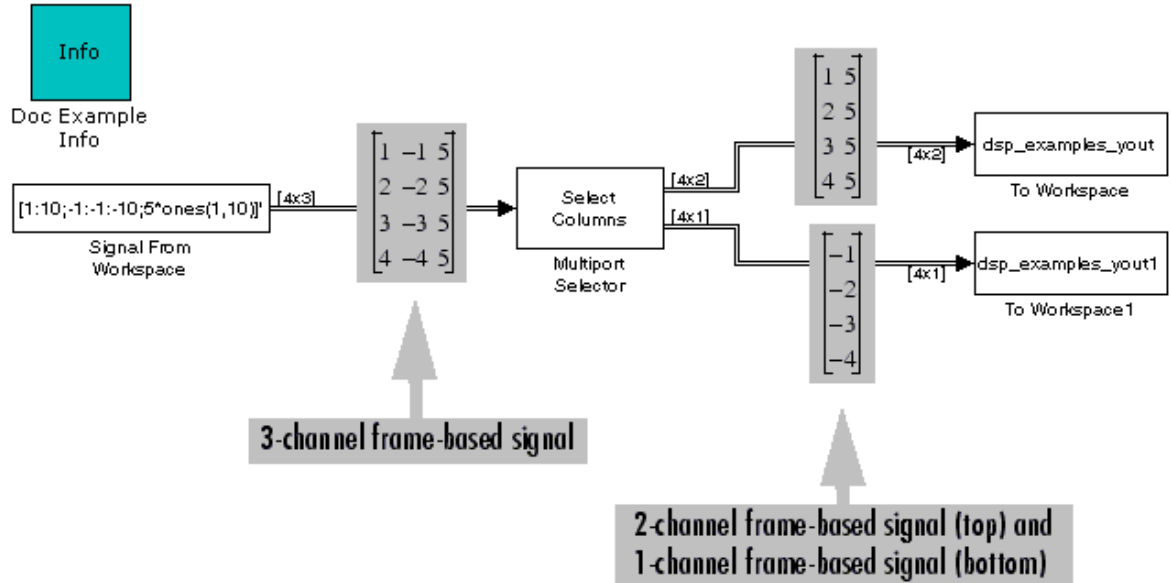 Info
Doc Example
Info
[1:10;-1:-1:-10;5*ones(1,10)]'
Signal From
Workspace
[4x3]
1 −1 5
2 −2 5
3 −3 5
4 −4 5
Select
Columns
Multiport
Selector
[4x2]
[4x1]
1 5
2 5
3 5
4 5
[4x2]
dsp_examples_yout
To Workspace
−1
−2
−3
−4
[4x1]
dsp_examples_yout1
To Workspace1
3-channel frame-based signal
2-channel frame-based signal (top) and
1-channel frame-based signal (bottom)